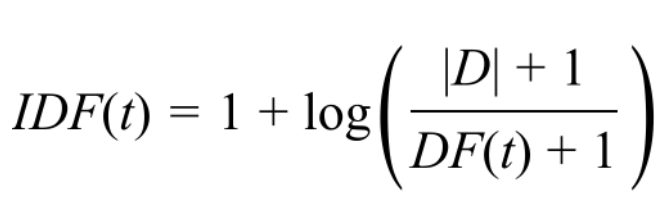 IDF(t) = 1 + log( (|D| + 1) / (DF(t) + 1) )